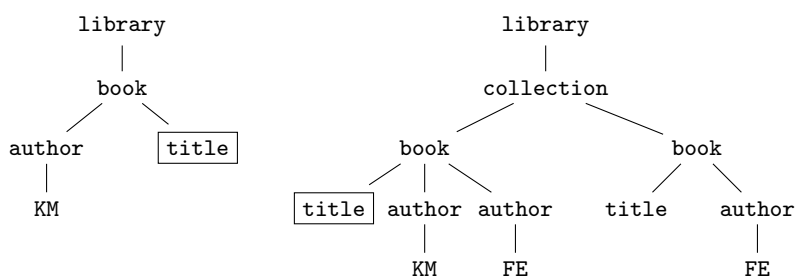 library library
book collection
author title book book
KM title author author title author
KM FE FE